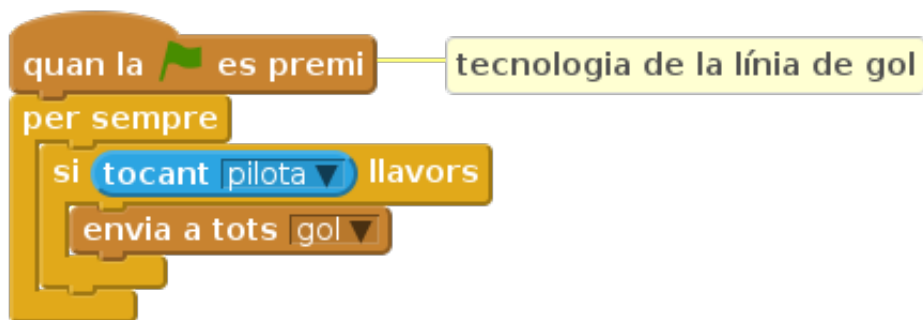 quan la es premi
tecnologia de la línia de gol
per sempre
si tocant pilota llavors
envia a tots gol